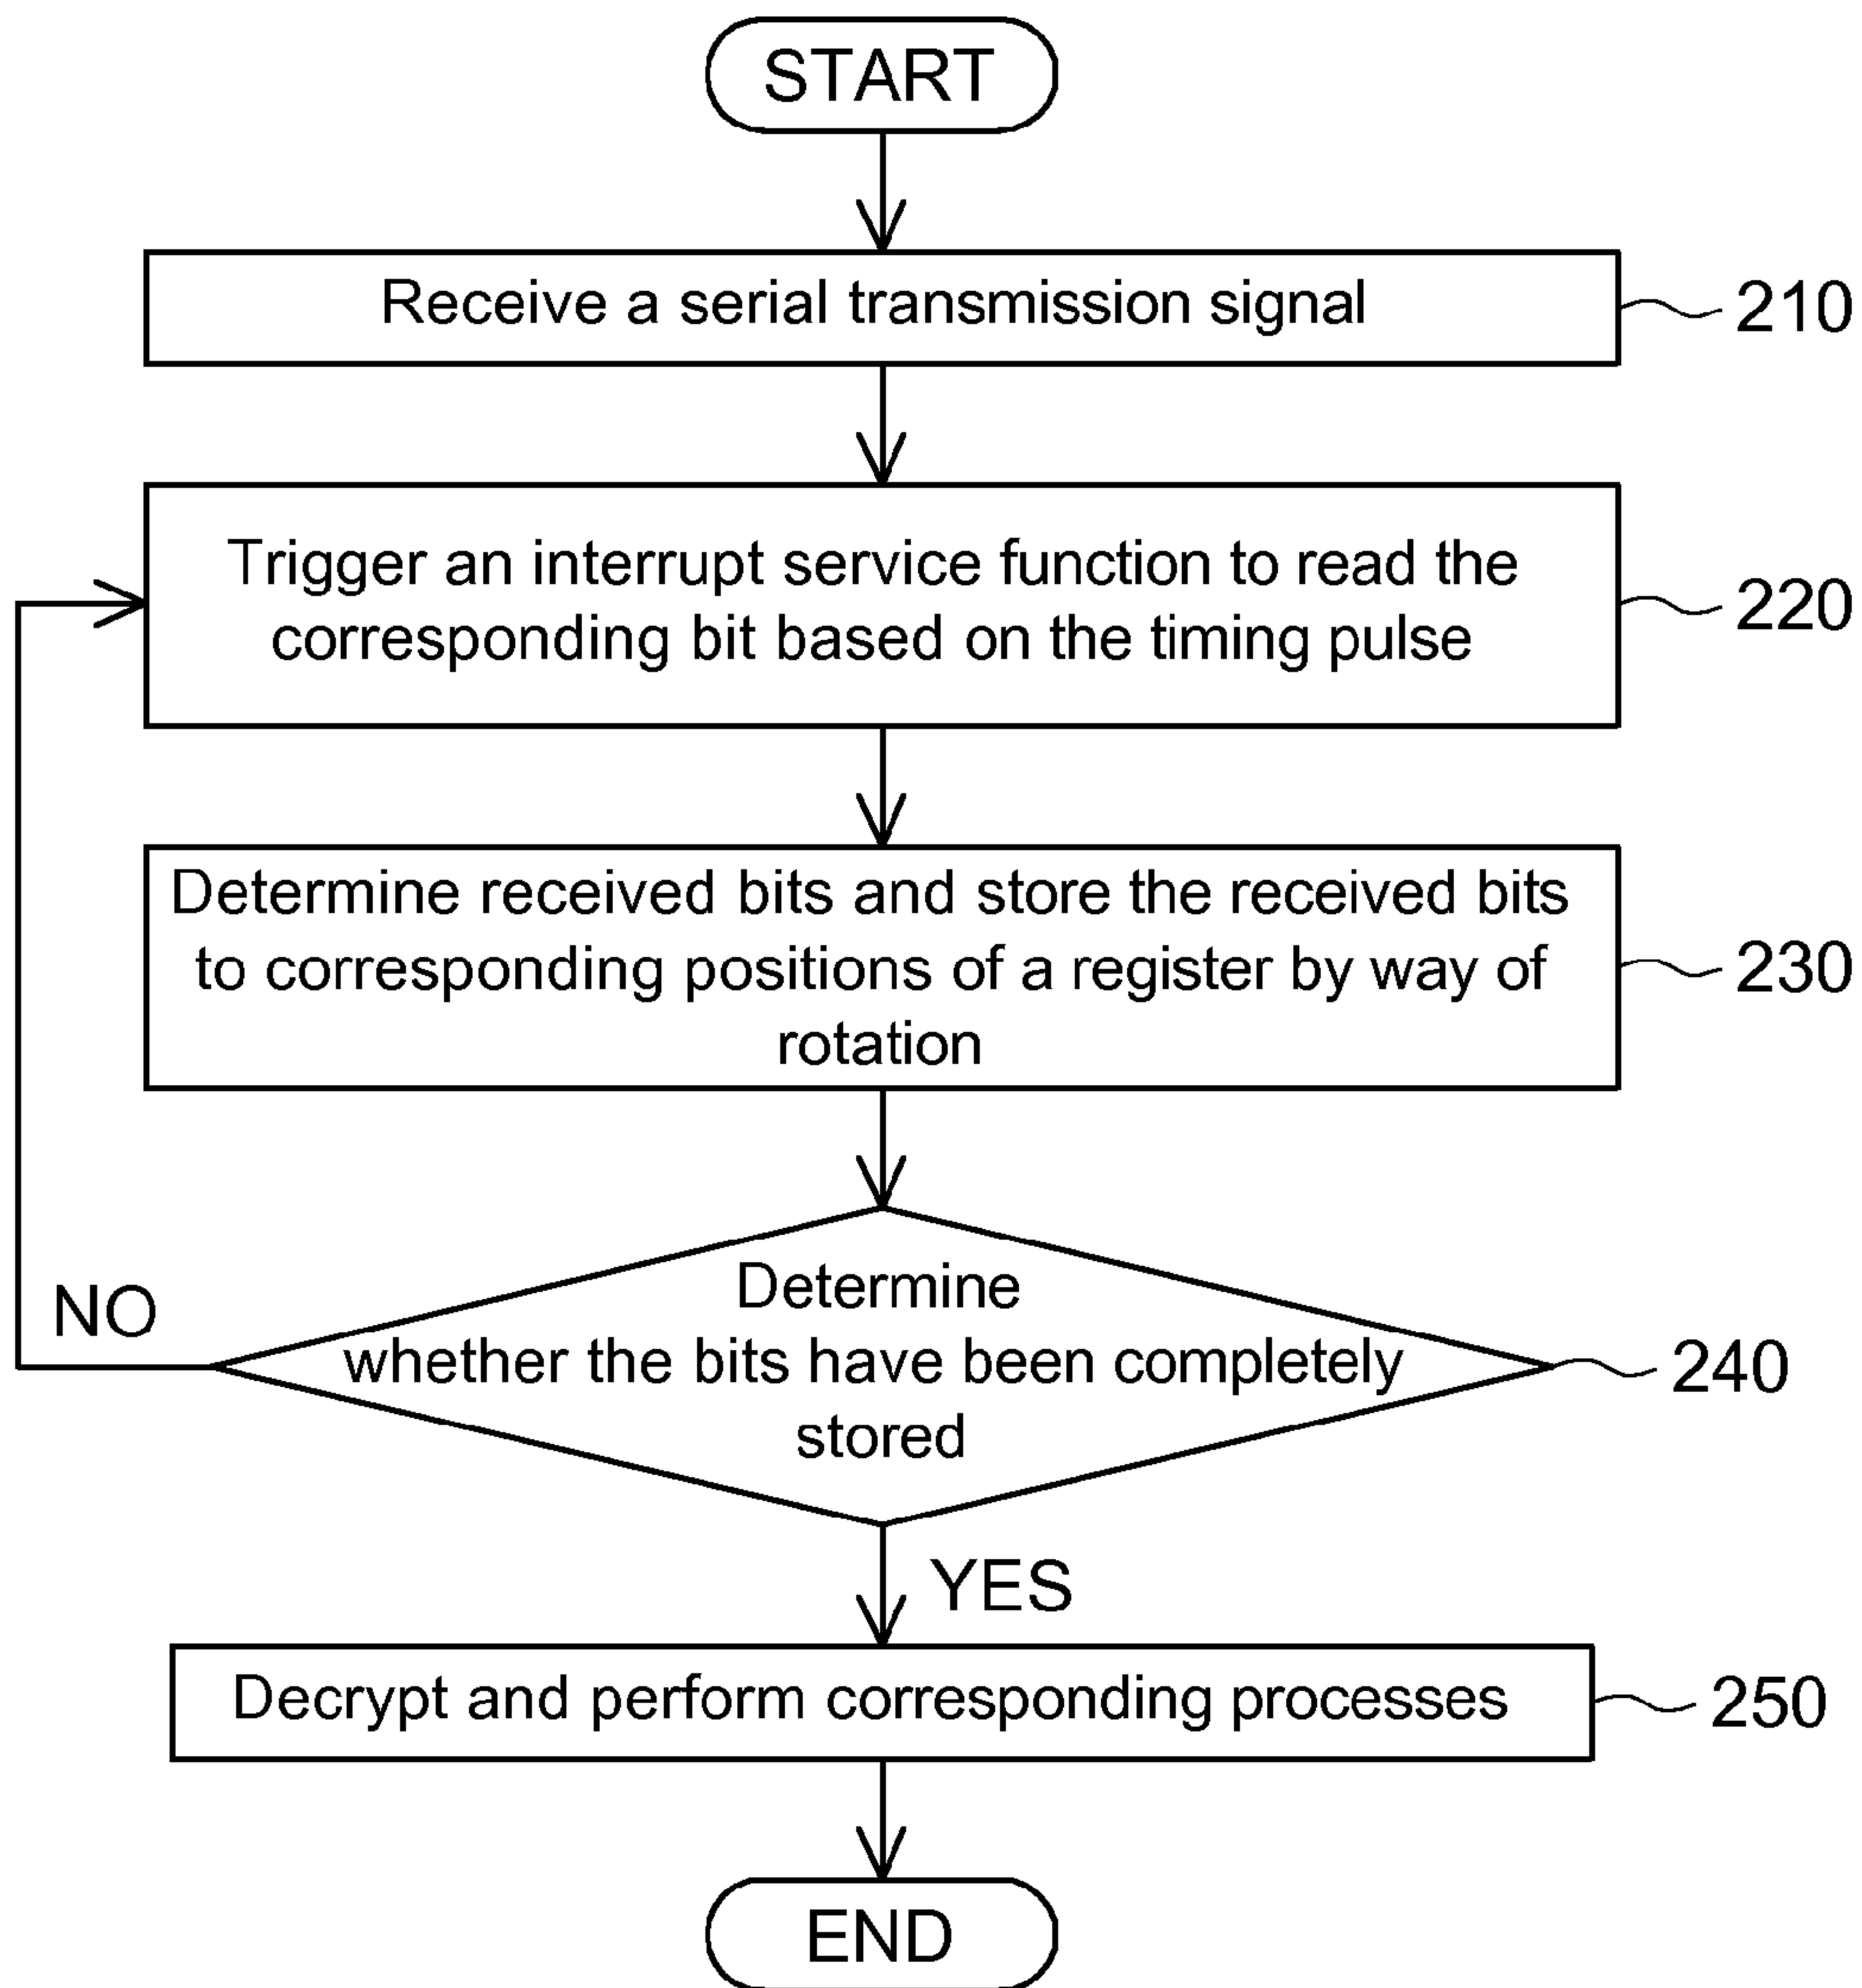 START
Receive a serial transmission signal
210
Trigger an interrupt service function to read the
corresponding bit based on the timing pulse
220
Determine received bits and store the received bits
to corresponding positions of a register by way of
rotation
230
Determine
whether the bits have been completely
stored
240
NO
YES
Decrypt and perform corresponding processes
250
END